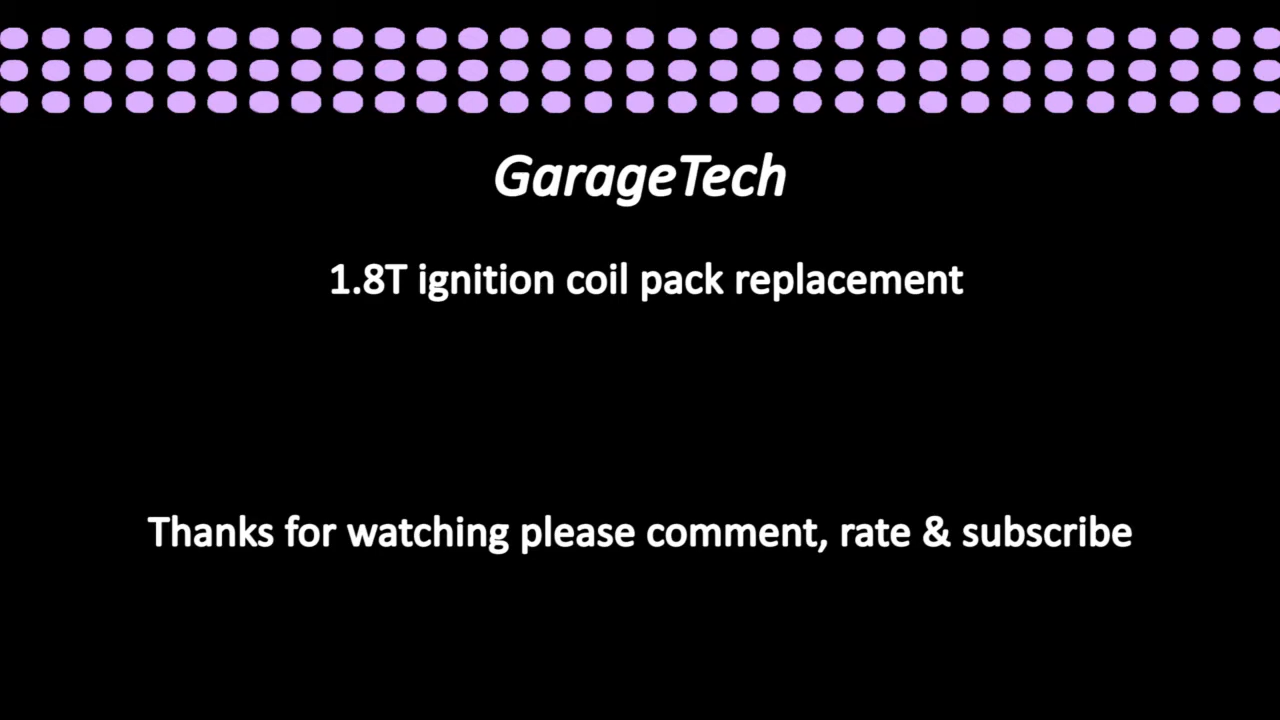 GarageTech
1.8T ignition coil pack replacement
Thanks for watching please comment, rate & subscribe